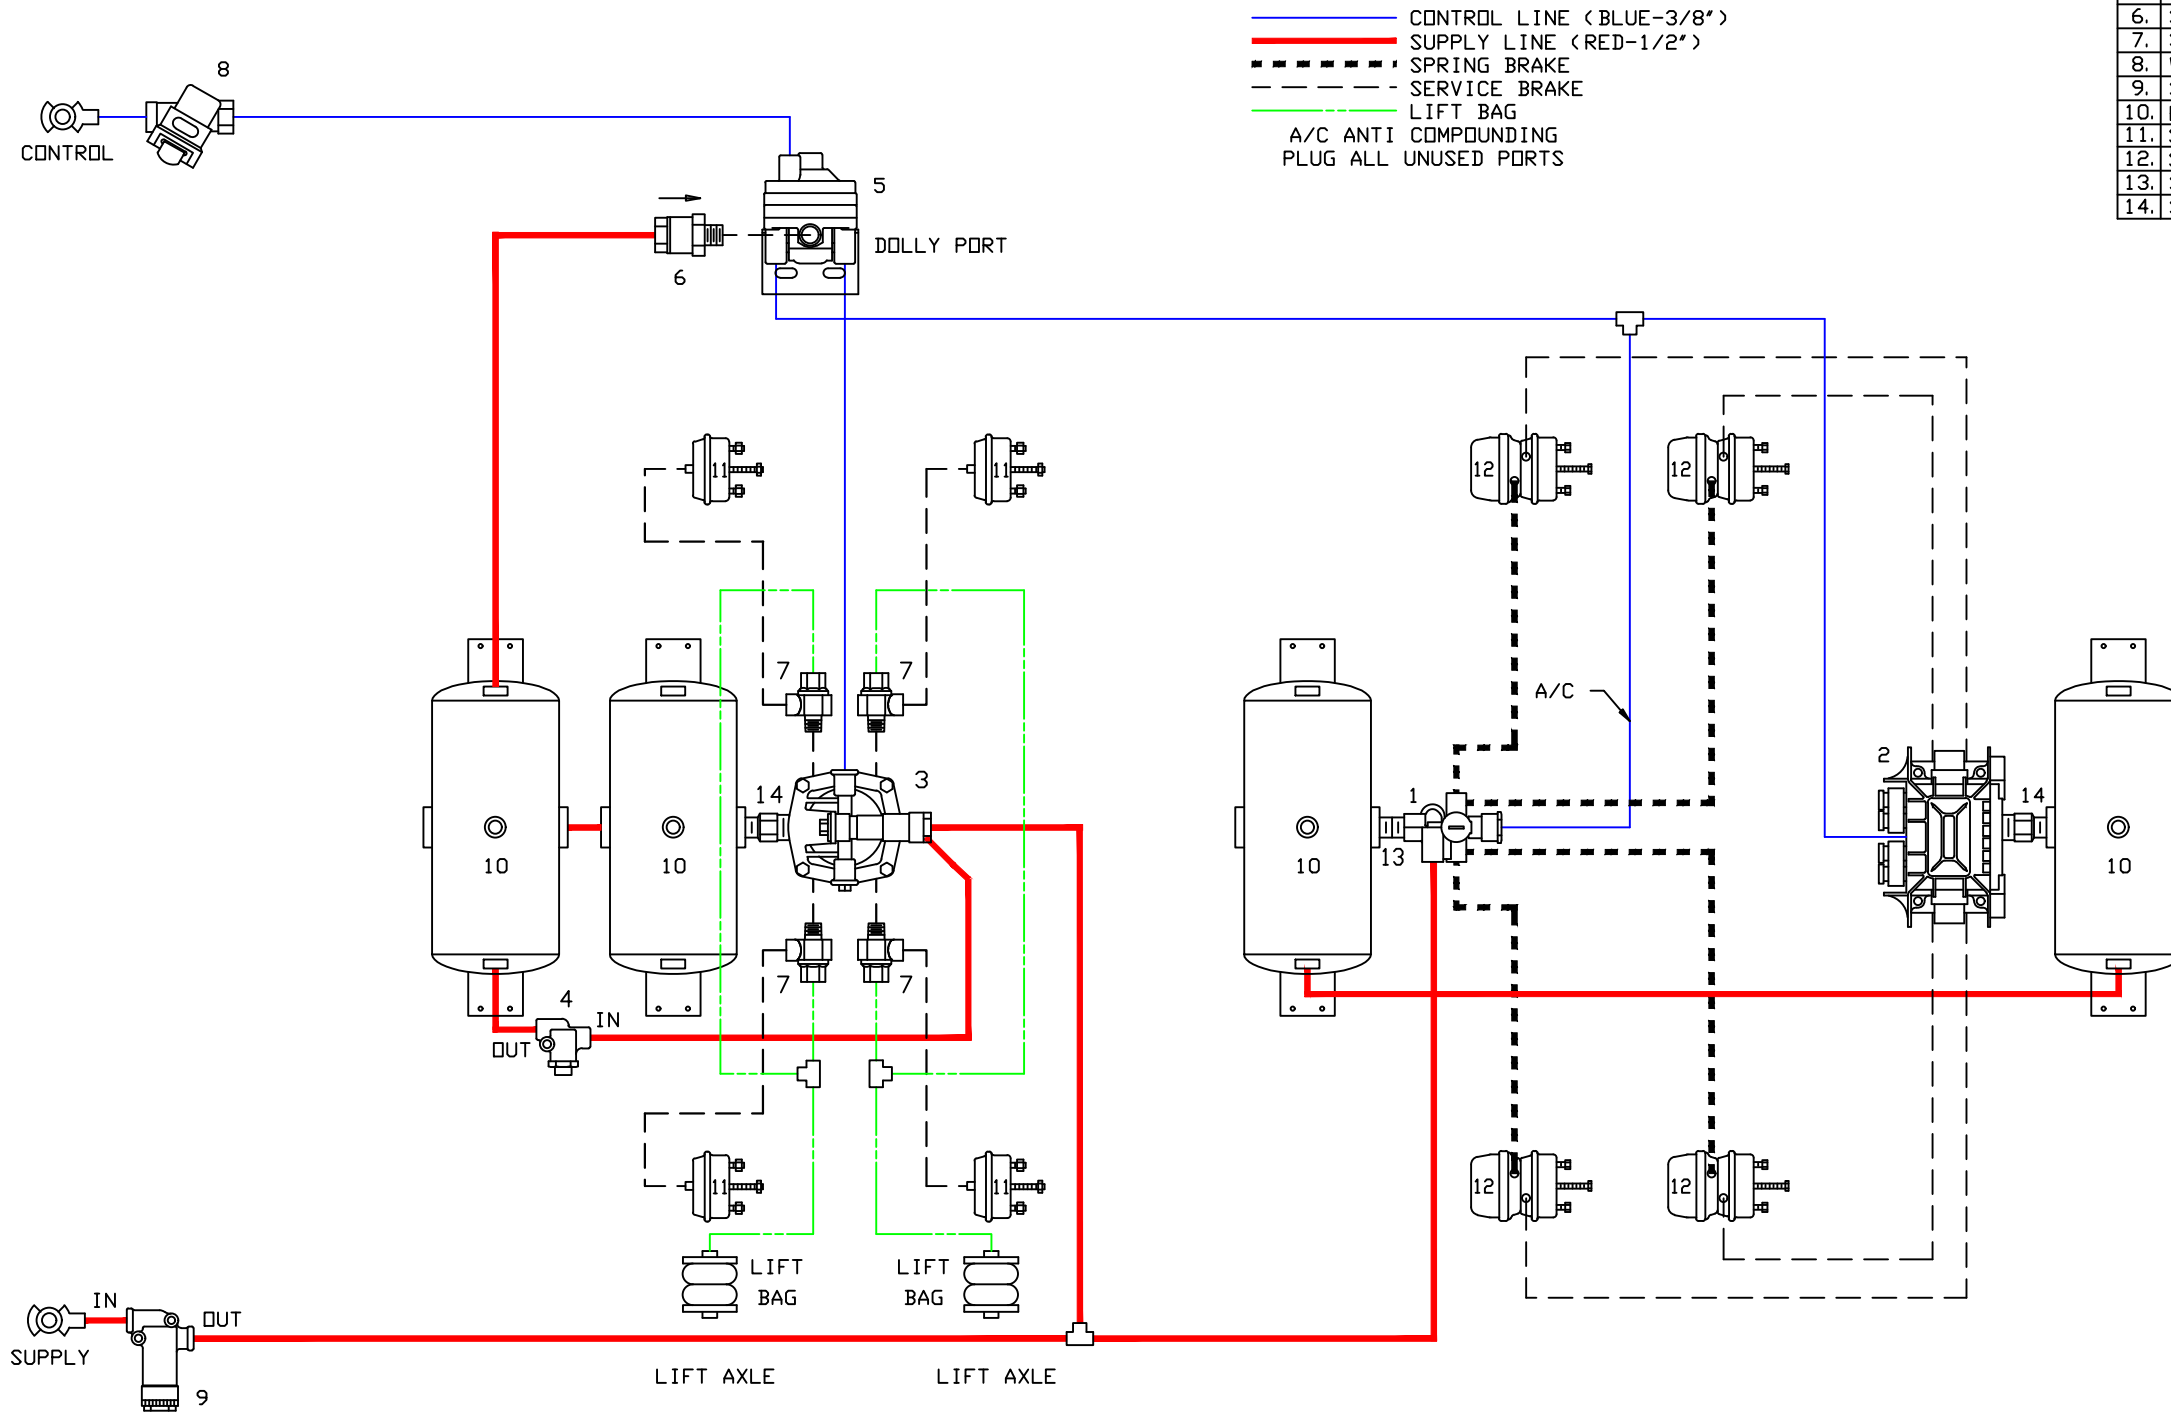 CONTROL LINE (BLUE-3/8")
SUPPLY LINE (RED-1/2")
SPRING BRAKE
SERVICE BRAKE
LIFT BAG
A/C ANTI COMPOUNDING
PLUG ALL UNUSED PORTS
6.
7.
8.
9.
10.
11.
12.
13.
14.
8
CONTROL
5
DOLLY PORT
6
11
11
12
12
7
7
A/C
14
3
1
13
2
14
10
10
10
10
7
7
4
IN
OUT
11
11
12
12
LIFT
BAG
LIFT
BAG
IN
OUT
SUPPLY
9
LIFT AXLE
LIFT AXLE